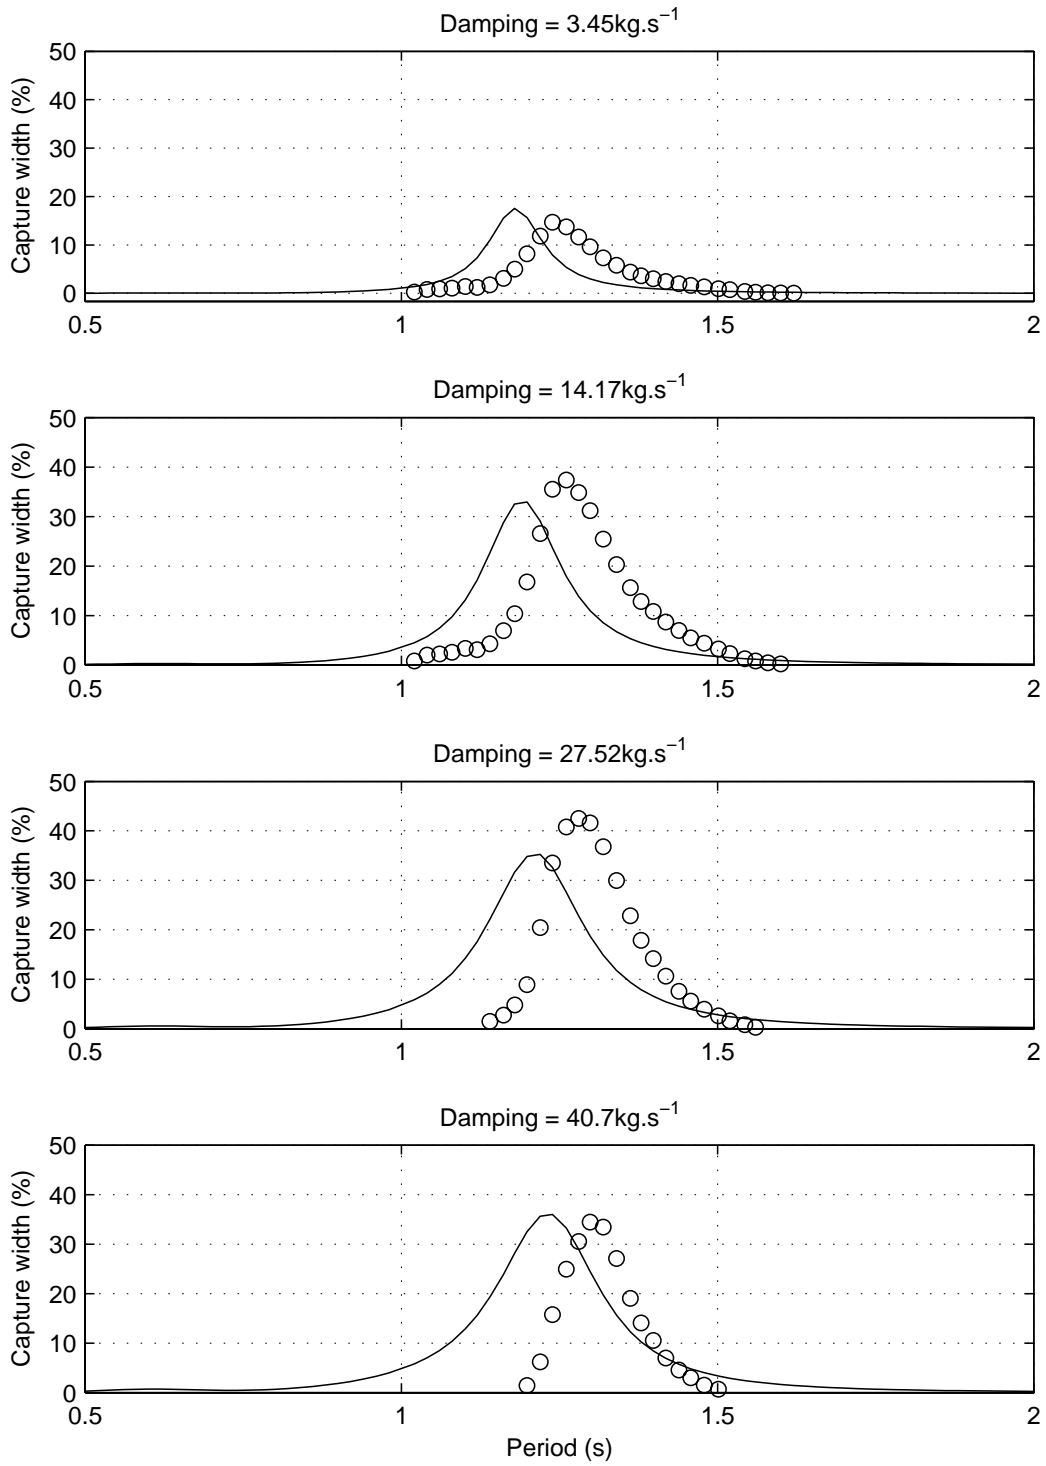 Damping = 3.45kg.s⁻¹
50
40
30
20
10
0
Capture width (%)
0.5 1 1.5 2
Damping = 14.17kg.s⁻¹
50
40
30
20
10
0
Capture width (%)
0.5 1 1.5 2
Damping = 27.52kg.s⁻¹
50
40
30
20
10
0
Capture width (%)
0.5 1 1.5 2
Damping = 40.7kg.s⁻¹
50
40
30
20
10
0
Capture width (%)
0.5 1 1.5 2
Period (s)